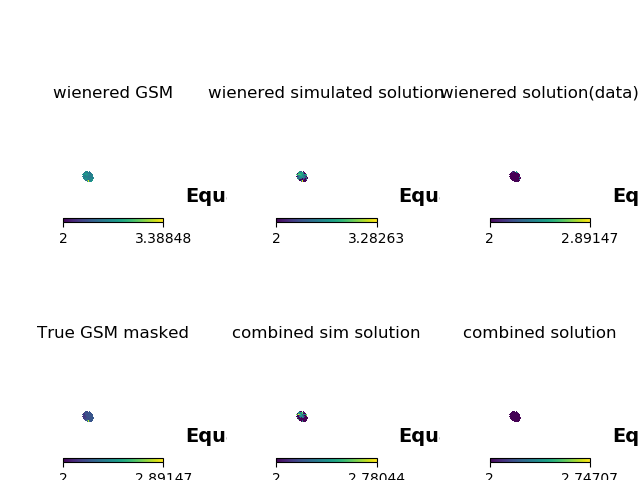 wienered GSM wienered simulated solution wienered solution(data)
Equ Equ Eq
2 3.38848 2 3.28263 2 2.89147
True GSM masked combined sim solution combined solution
Equ Equ Eq
2 2.89147 2 2.78044 2 2.74707